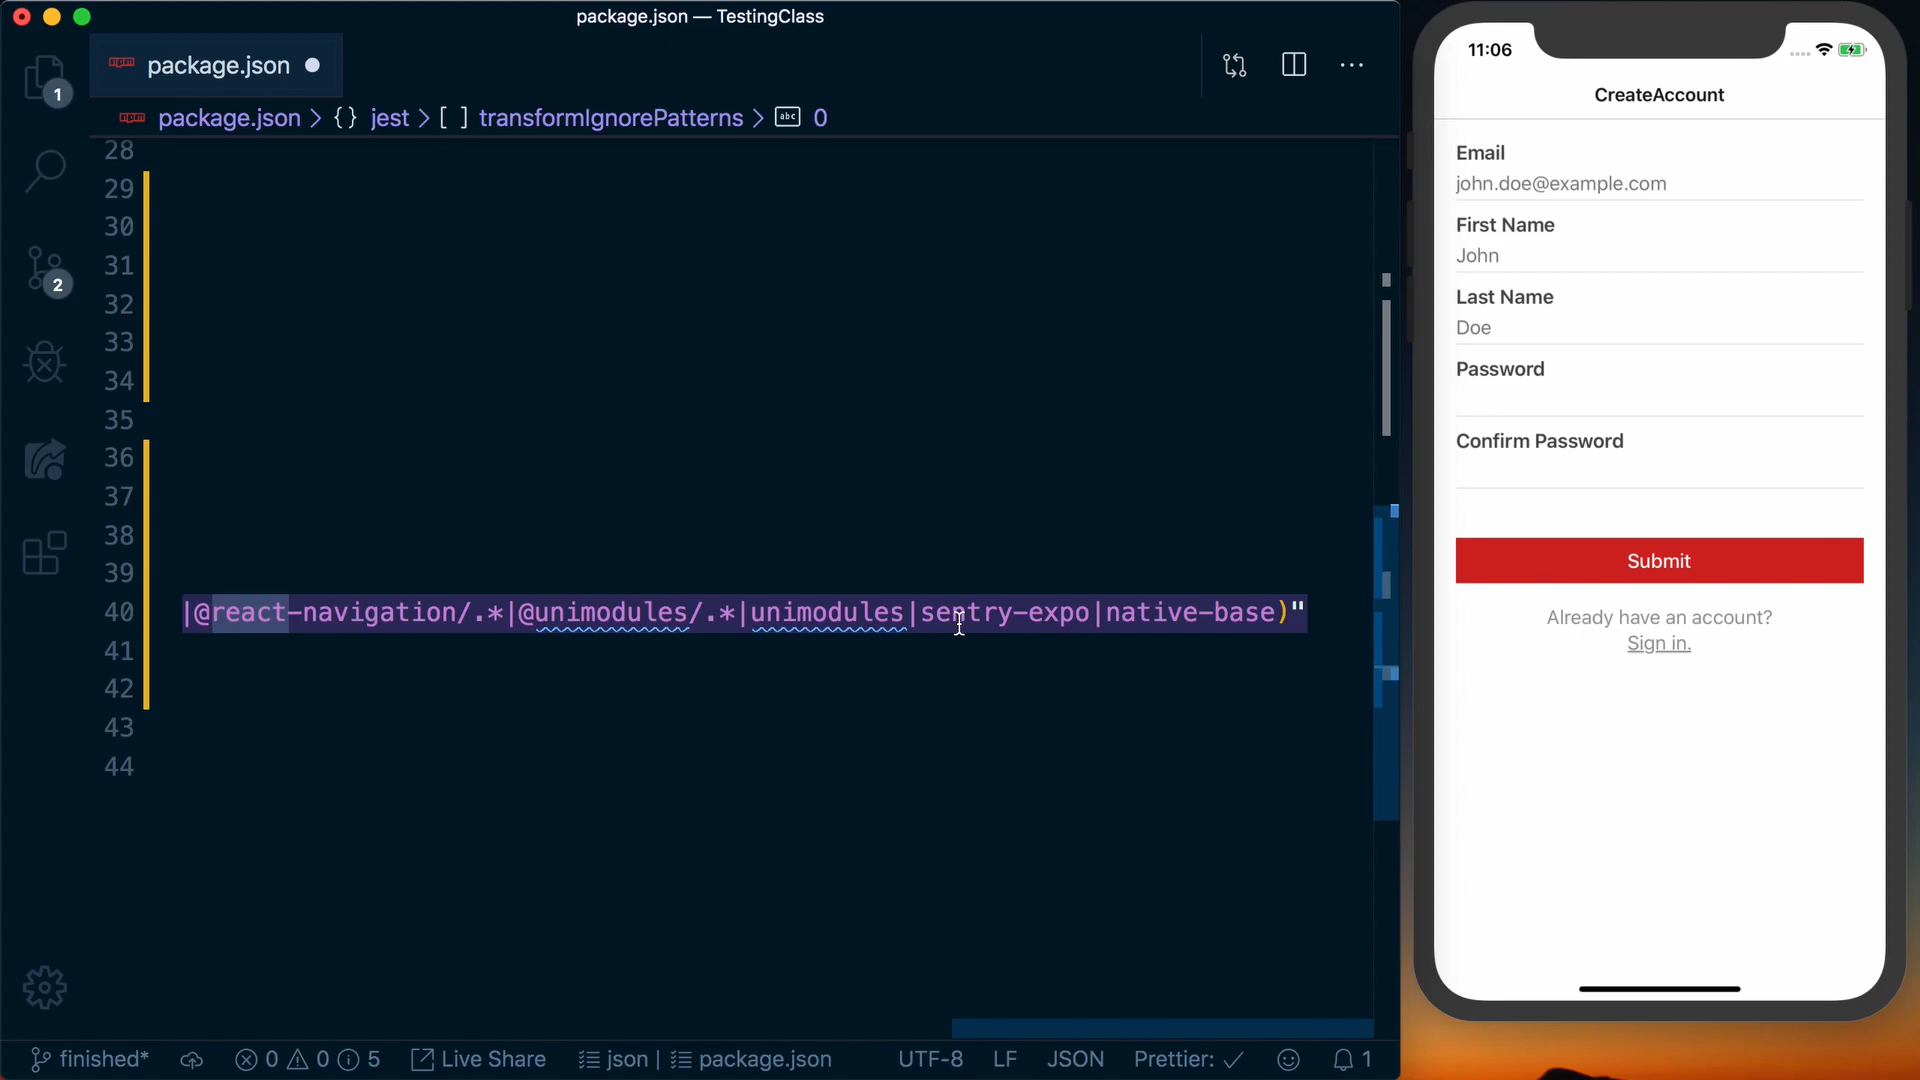 package.json — TestingClass
package.json
package.json > {} jest > [ ] transformIgnorePatterns > abc 0
28
29
30
31
32
33
34
35
36
37
38
39
40 |@react-navigation/.*|@unimodules/.*|unimodules|sentry-expo|native-base)"
41
42
43
44
1
2
finished* 0 0 5 Live Share json | package.json UTF-8 LF JSON Prettier: ✓ 1
11:06
CreateAccount
Email
john.doe@example.com
First Name
John
Last Name
Doe
Password
Confirm Password
Submit
Already have an account?
Sign in.